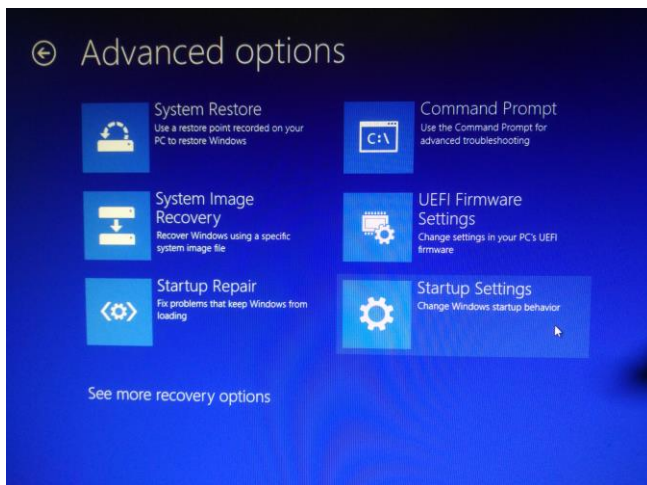 Advanced options
System Restore
Use a restore point recorded on your
PC to restore Windows
Command Prompt
Use the Command Prompt for
advanced troubleshooting
C:\
System Image
Recovery
Recover Windows using a specific
system image file
UEFI Firmware
Settings
Change settings in your PC's UEFI
firmware
Startup Repair
Fix problems that keep Windows from
loading
Startup Settings
Change Windows startup behavior
See more recovery options